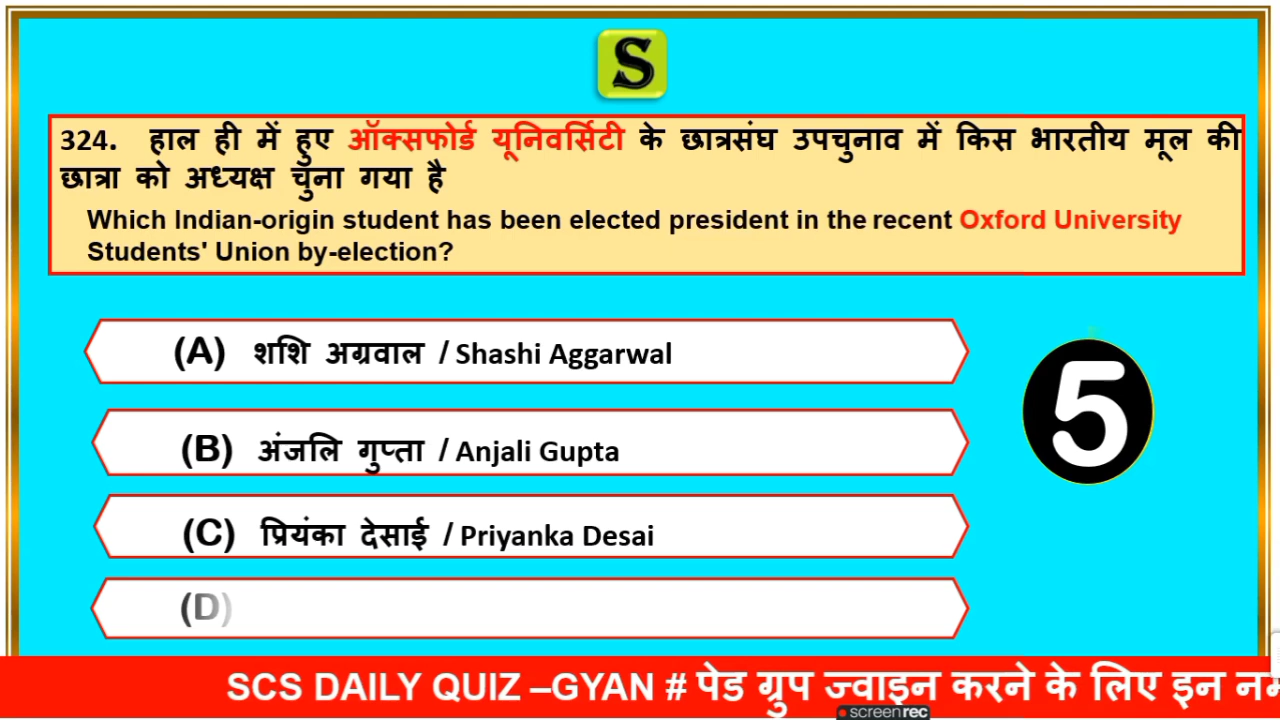 S
324. हाल ही में हुए ऑक्सफोर्ड यूनिवर्सिटी के छात्रसंघ उपचुनाव में किस भारतीय मूल की
छात्रा को अध्यक्ष चुना गया है
Which Indian-origin student has been elected president in the recent Oxford University
Students' Union by-election?
(A) शशि अग्रवाल / Shashi Aggarwal
(B) अंजलि गुप्ता / Anjali Gupta
5
(C) प्रियंका देसाई / Priyanka Desai
(D)
SCS DAILY QUIZ –GYAN # पेड ग्रुप ज्वाइन करने के लिए इन
screenrec